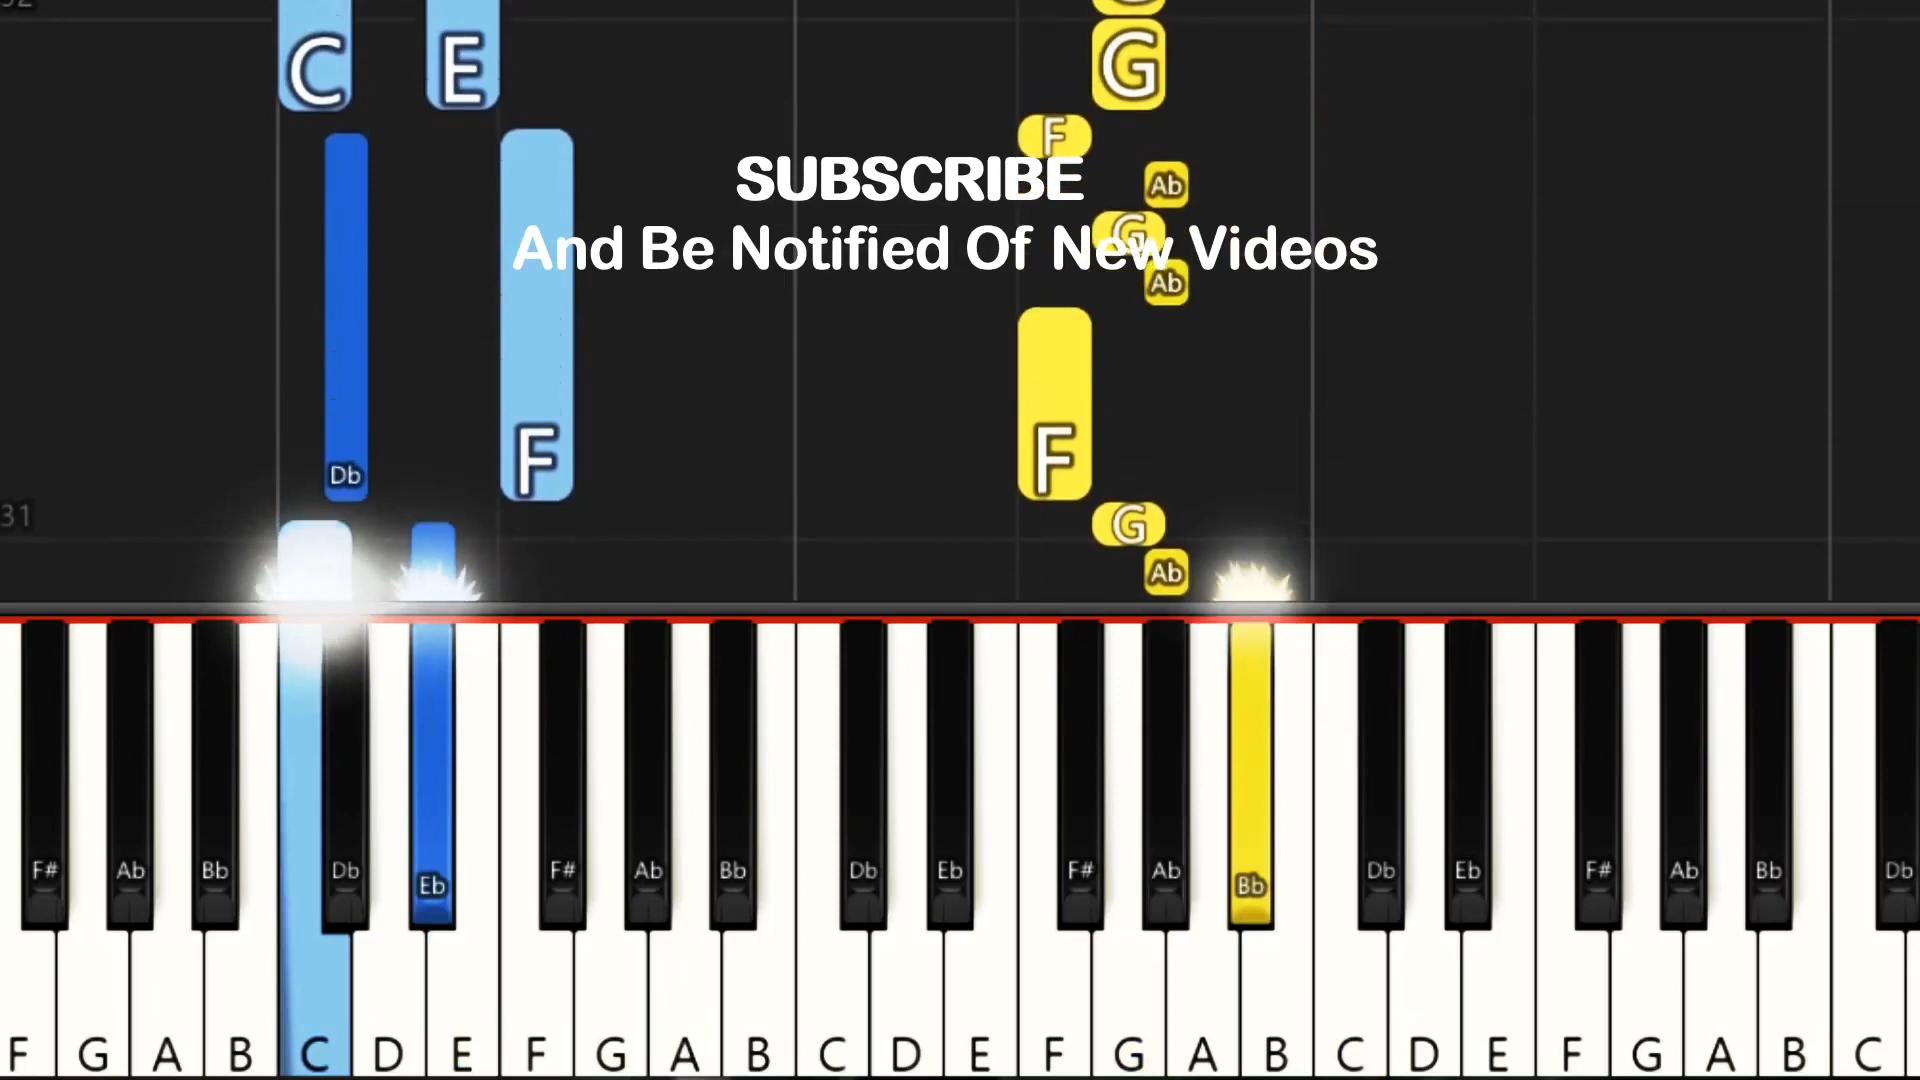 C E G
F
SUBSCRIBE Ab
And Be Notified Of New Videos
G
Ab
Db F F
31 G
Ab
F# Ab Bb Db Eb F# Ab Bb Db Eb F# Ab Bb Db Eb F# Ab Bb Db
F G A B C D E F G A B C D E F G A B C D E F G A B C